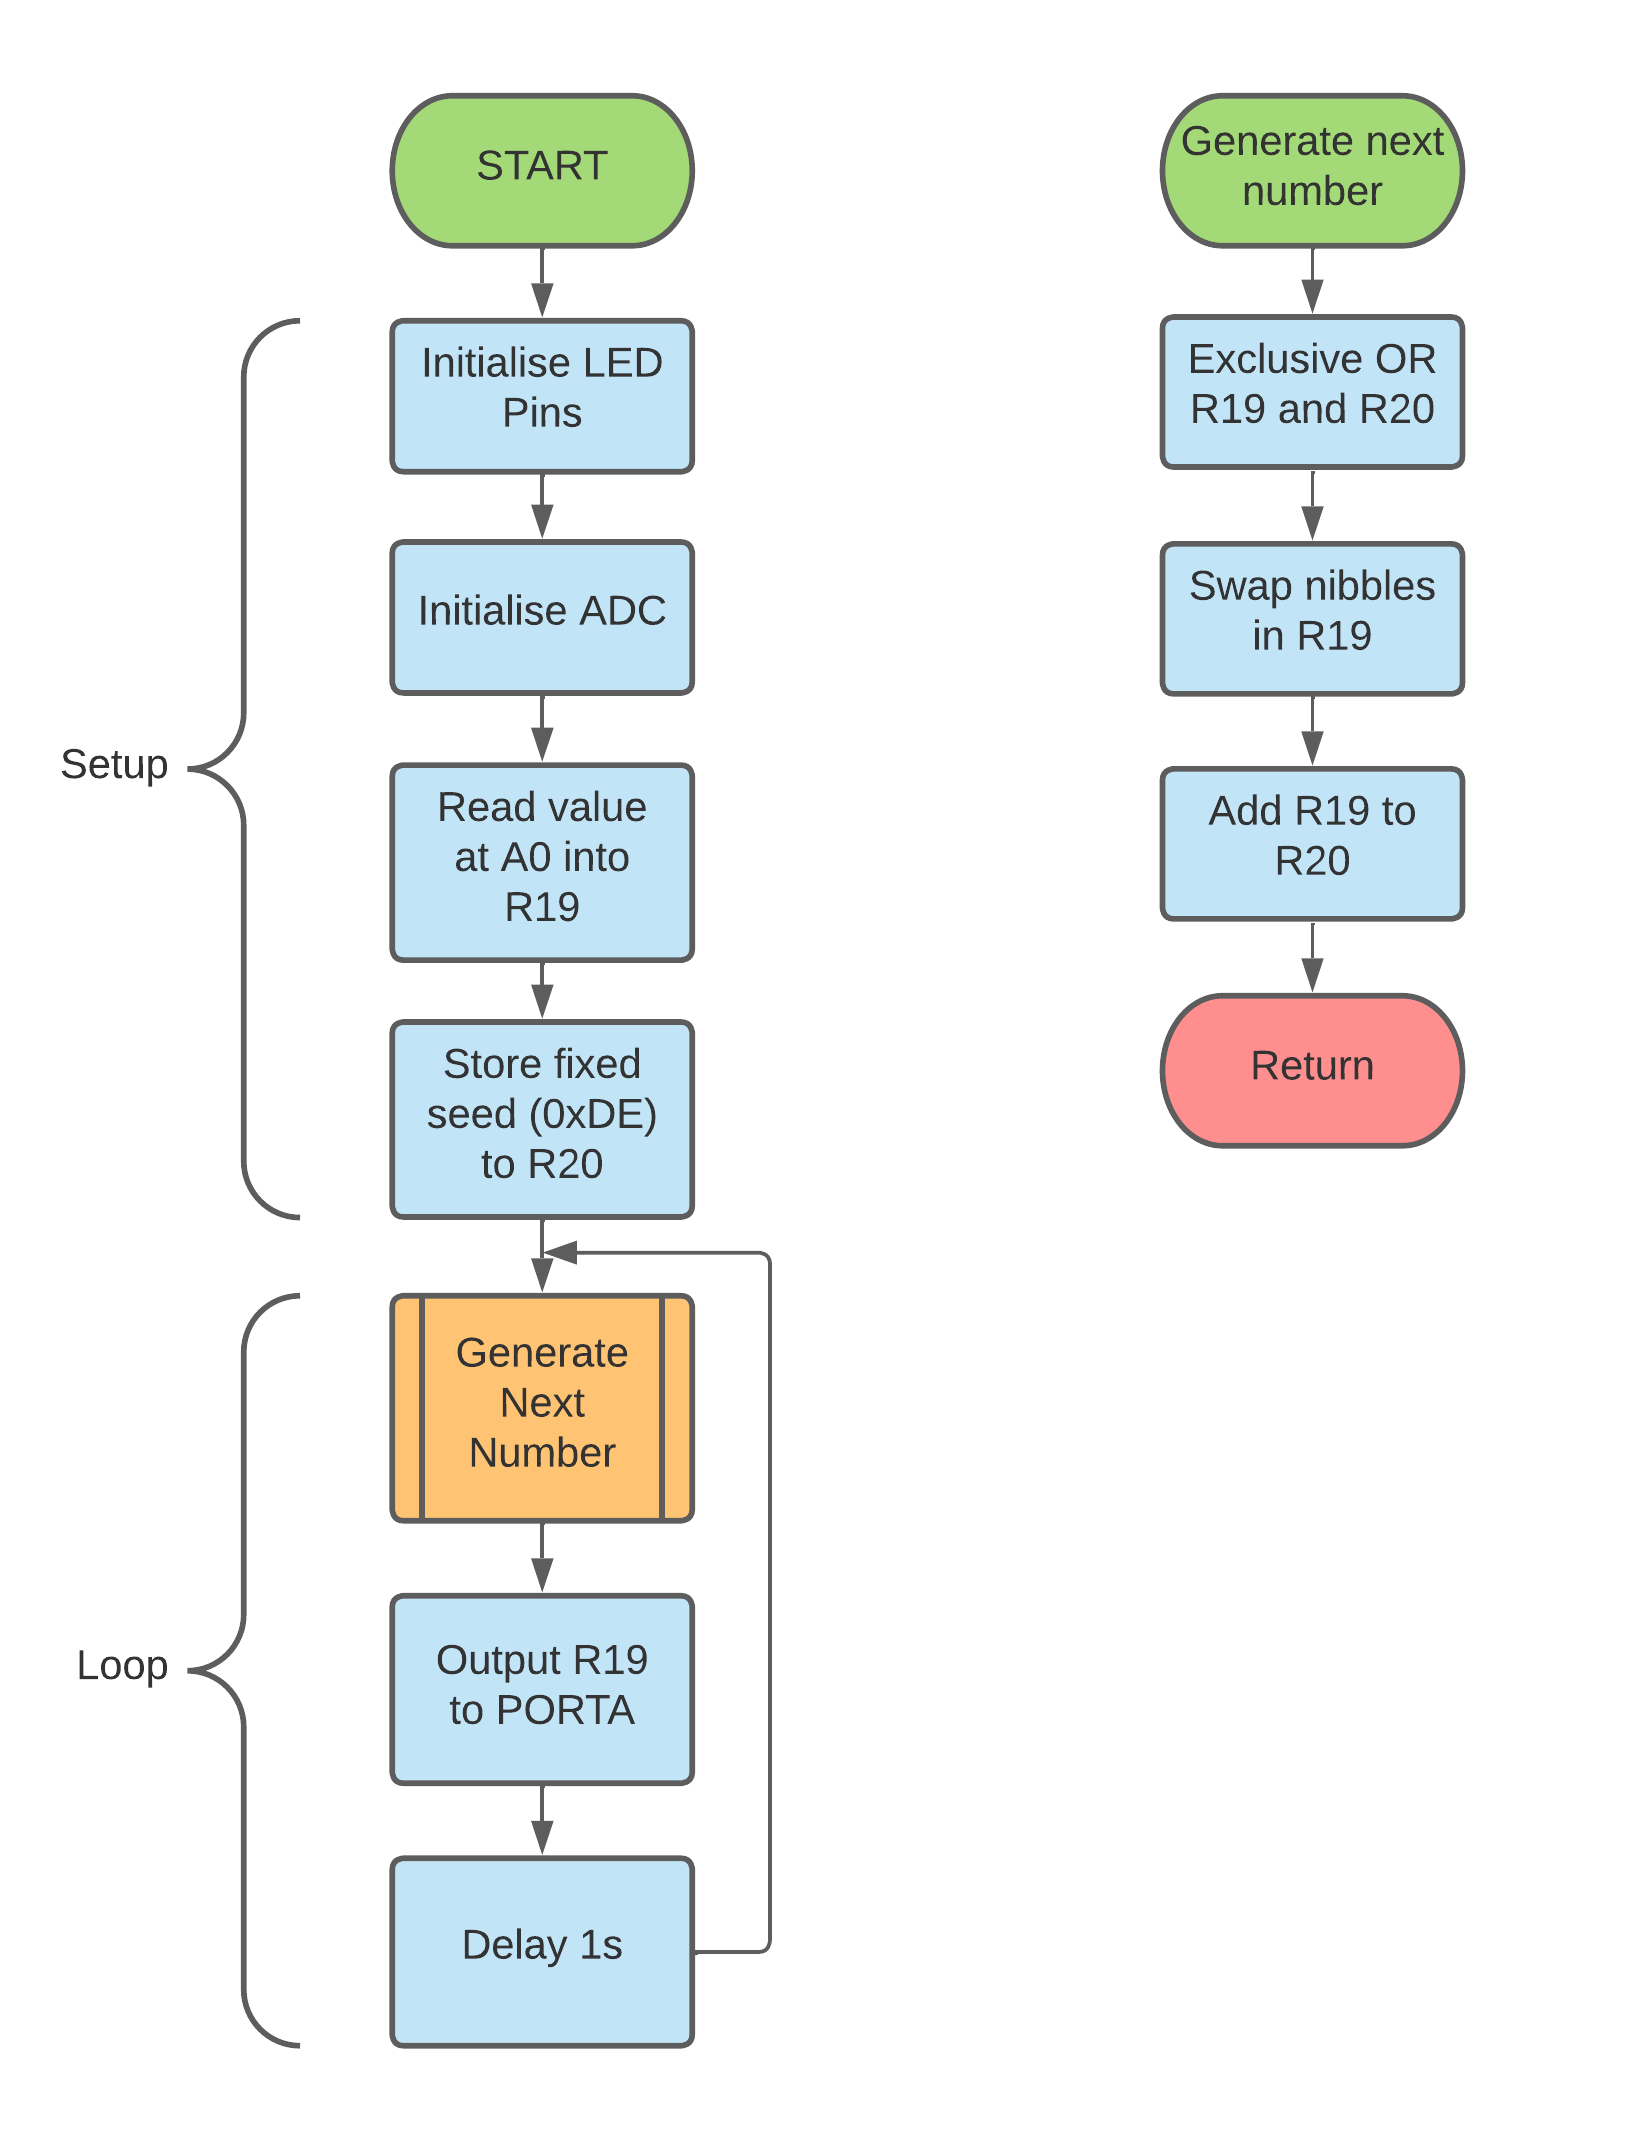 START
Initialise LED
Pins
Initialise ADC
Read value
at A0 into
R19
Store fixed
seed (0xDE)
to R20
Setup
Generate
Next
Number
Output R19
to PORTA
Delay 1s
Loop
Generate next
number
Exclusive OR
R19 and R20
Swap nibbles
in R19
Add R19 to
R20
Return